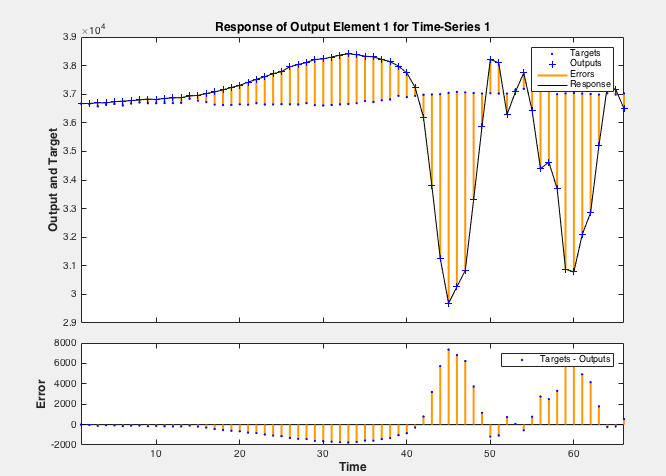 Response of Output Element 1 for Time-Series 1
×10⁴
3.9
3.8
3.7
3.6
3.5
3.4
3.3
3.2
3.1
3
2.9
Output and Target
Targets
Outputs
Errors
Response
8000
6000
4000
2000
0
-2000
Error
Targets - Outputs
10
20
30
40
50
60
Time